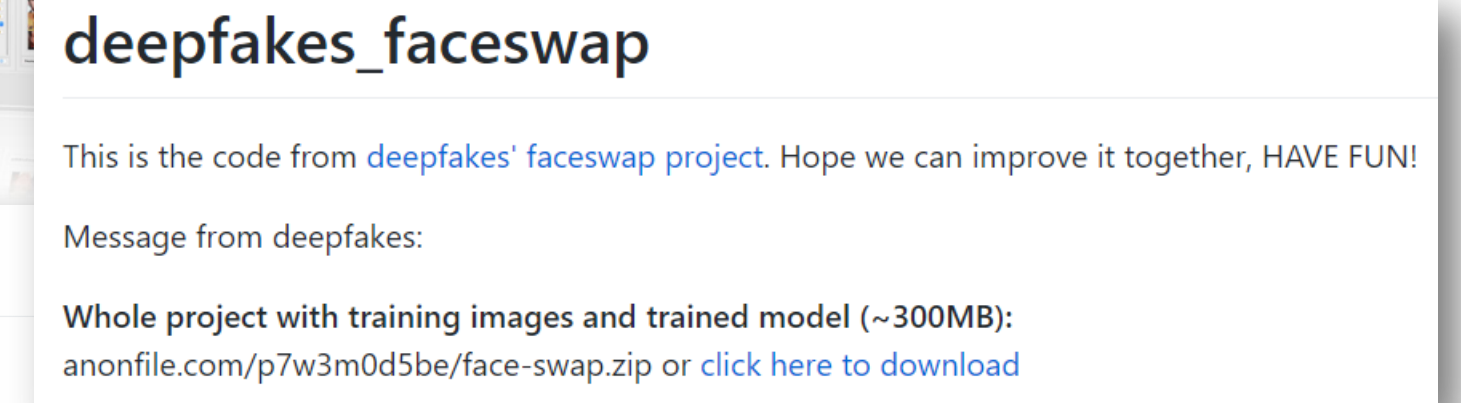 deepfakes_faceswap
This is the code from deepfakes' faceswap project. Hope we can improve it together, HAVE FUN!
Message from deepfakes:
Whole project with training images and trained model (~300MB):
anonfile.com/p7w3m0d5be/face-swap.zip or click here to download